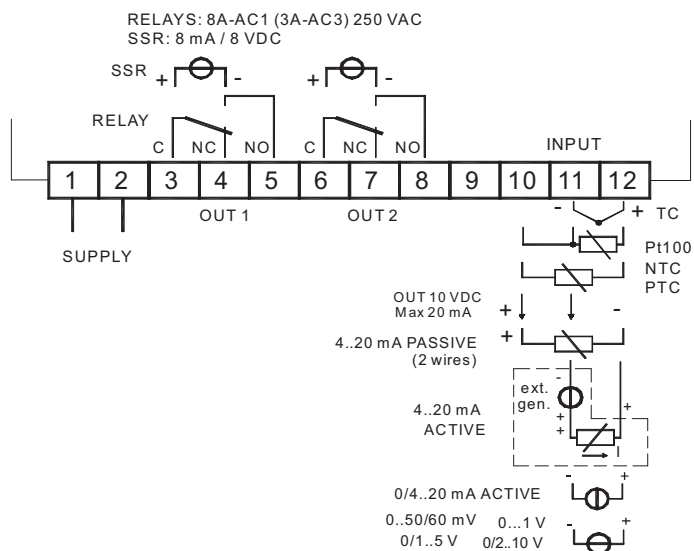 RELAYS: 8A-AC1 (3A-AC3) 250 VAC
SSR: 8 mA / 8 VDC
SSR + - + -
RELAY
C NC NO C NC NO INPUT
1 2 3 4 5 6 7 8 9 10 11 12
OUT 1 OUT 2 - + TC
SUPPLY
Pt100
NTC
PTC
OUT 10 VDC
Max 20 mA + -
4..20 mA PASSIVE +
(2 wires)
-
ext.
gen.
+ +
4..20 mA +
ACTIVE
I
- +
0/4..20 mA ACTIVE
0..50/60 mV 0...1 V - +
0/1..5 V 0/2..10 V